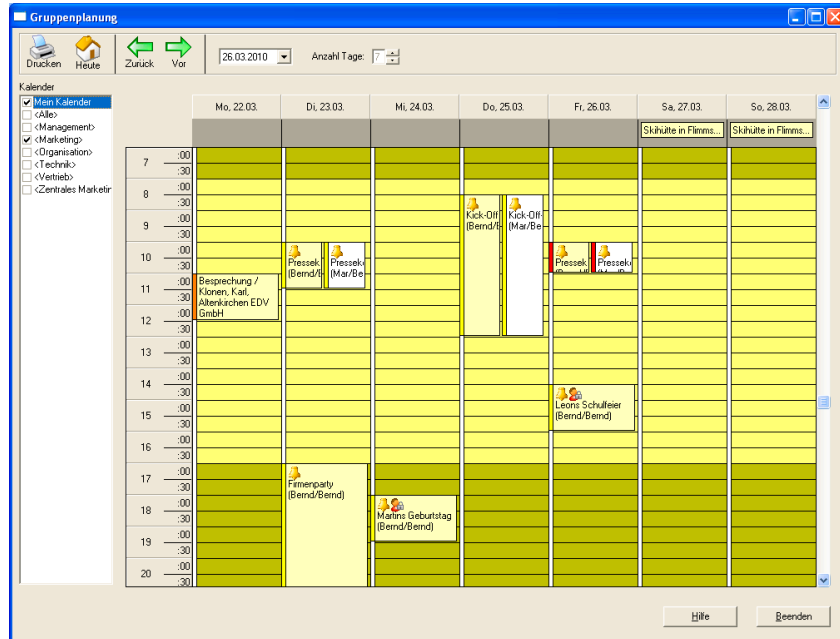 Gruppenplanung
Drucken Heute Zurück Vor 26.03.2010 Anzahl Tage: 7
Kalender
Mein Kalender
<Alle>
<Management>
<Marketing>
<Organisation>
<Technik>
<Vertrieb>
<Zentrales Marketin
Mo, 22.03. Di, 23.03. Mi, 24.03. Do, 25.03. Fr, 26.03. Sa, 27.03. So, 28.03.
Skihütte in Flimms... Skihütte in Flimms...
7 :00
:30
8 :00
:30
Kick-Off Kick-Off-
9 :00
(Bernd/B (Mar/Be
:30
10 :00
Pressek Presseko
Pressek Presseko
:30
(Bernd/B (Mar/Be
11 :00
Besprechung /
Klonen, Karl,
:30
Altenkirchen EDV
12 :00
GmbH
:30
13 :00
:30
14 :00
:30
Leons Schulfeier
15 :00
(Bernd/Bernd)
:30
16 :00
:30
17 :00
Firmenparty
:30
(Bernd/Bernd)
18 :00
Martins Geburtstag
:30
(Bernd/Bernd)
19 :00
:30
20 :00
:30
Hilfe Beenden